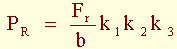 P_R = F_r/b k_1 k_2 k_3